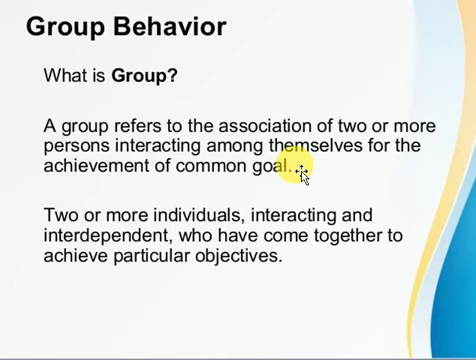 Group Behavior
What is Group?
A group refers to the association of two or more
persons interacting among themselves for the
achievement of common goal.
Two or more individuals, interacting and
interdependent, who have come together to
achieve particular objectives.